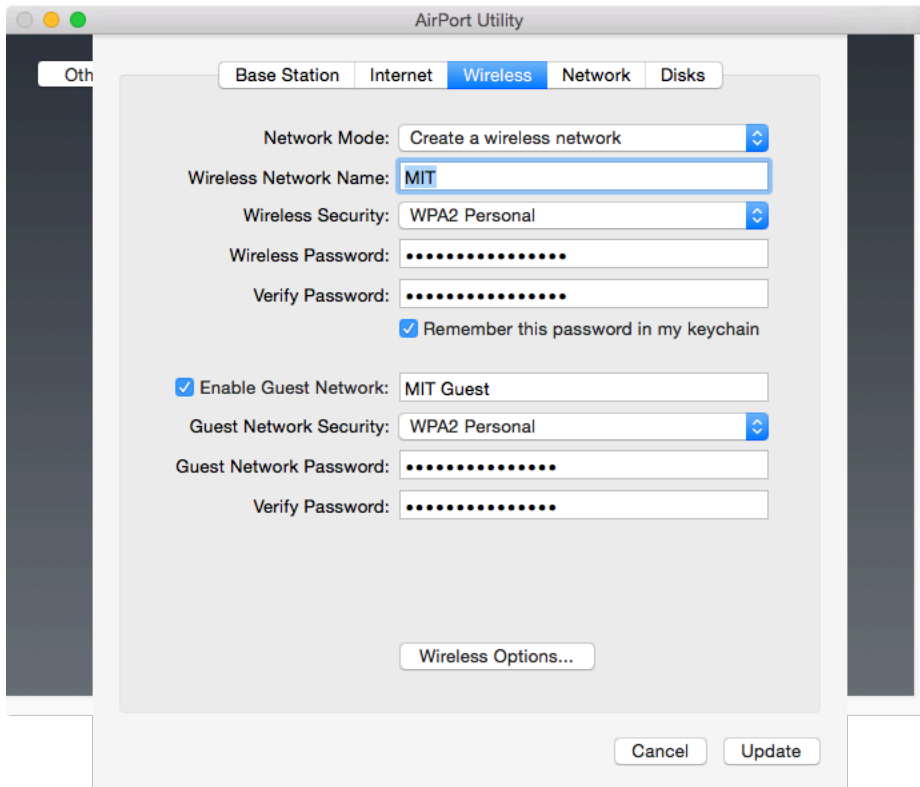 AirPort Utility
Oth
Base Station Internet Wireless Network Disks
Network Mode: Create a wireless network
Wireless Network Name: MIT
Wireless Security: WPA2 Personal
Wireless Password: ••••••••••••••••
Verify Password: ••••••••••••••••
Remember this password in my keychain
Enable Guest Network: MIT Guest
Guest Network Security: WPA2 Personal
Guest Network Password: •••••••••••••••
Verify Password: •••••••••••••••
Wireless Options...
Cancel Update